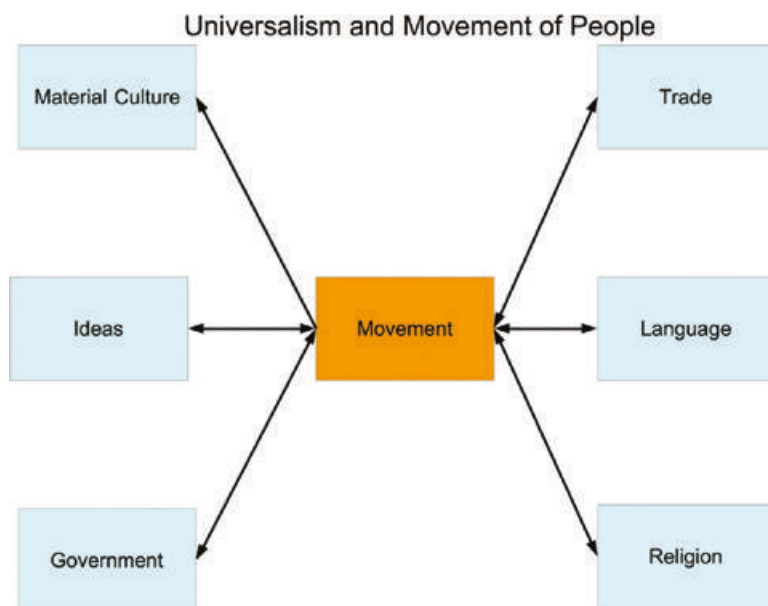 Universalism and Movement of People
Material Culture
Trade
Ideas
Movement
Language
Government
Religion